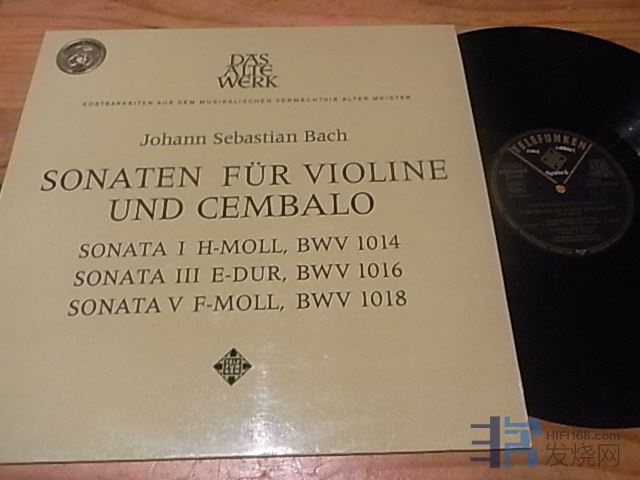 DAS
ALTE
WERK
KOSTBARKEITEN AUS DEM MUSIKALISCHEN VERMÄCHTNIS ALTER MEISTER
Johann Sebastian Bach
SONATEN FÜR VIOLINE
UND CEMBALO
SONATA I H-MOLL, BWV 1014
SONATA III E-DUR, BWV 1016
SONATA V F-MOLL, BWV 1018
TELEFUNKEN
HIFI168.com
发烧网